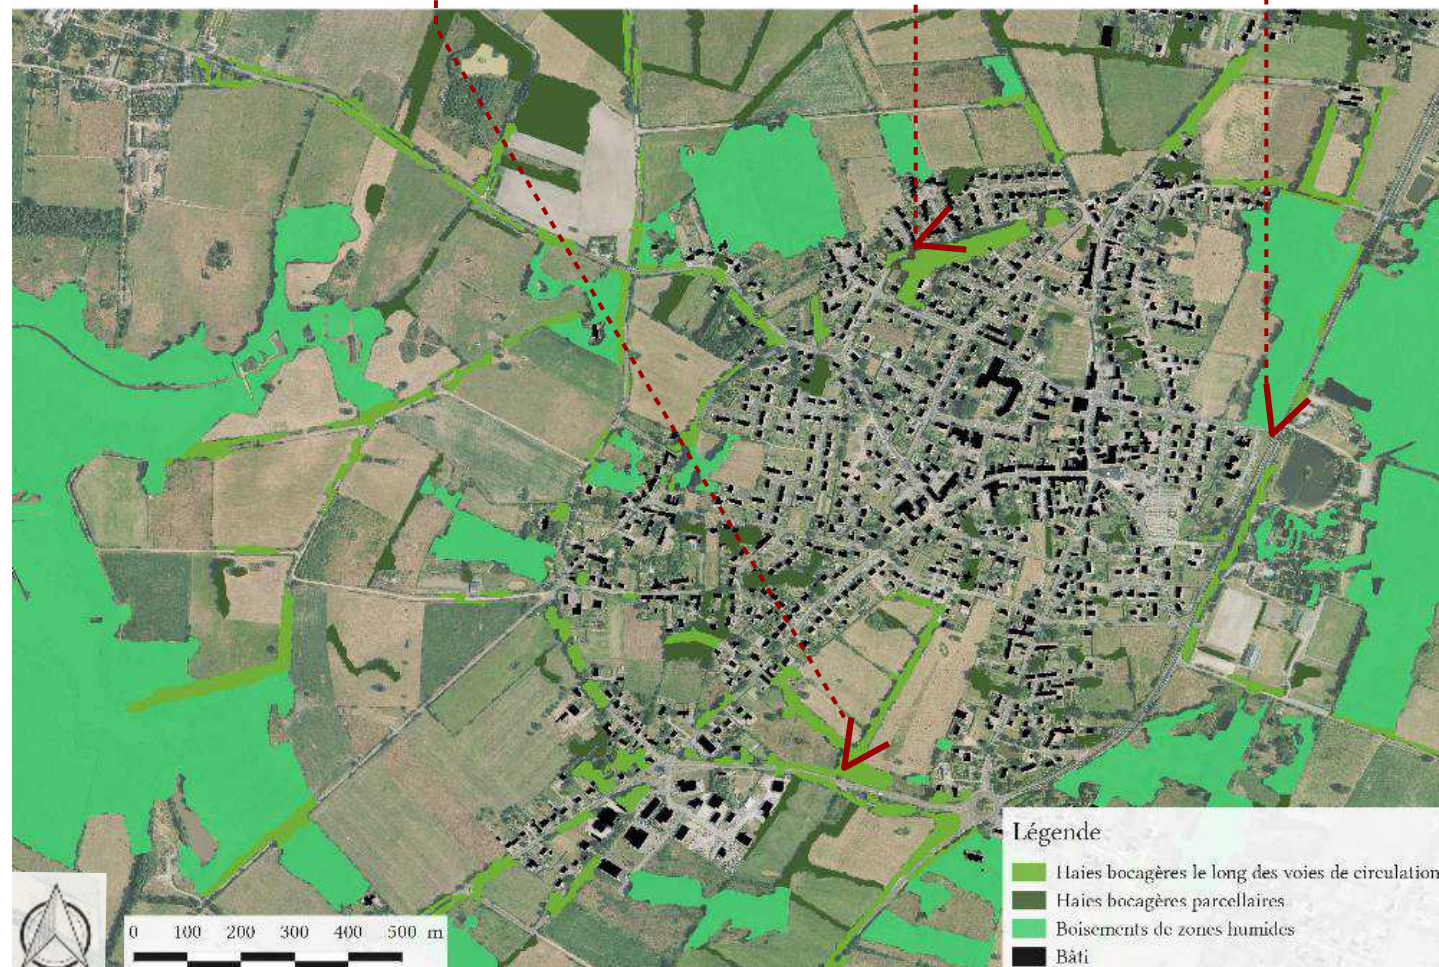 Légende
Haies bocagères le long des voies de circulation
Haies bocagères parcellaires
Boisements de zones humides
Bâti
0 100 200 300 400 500 m